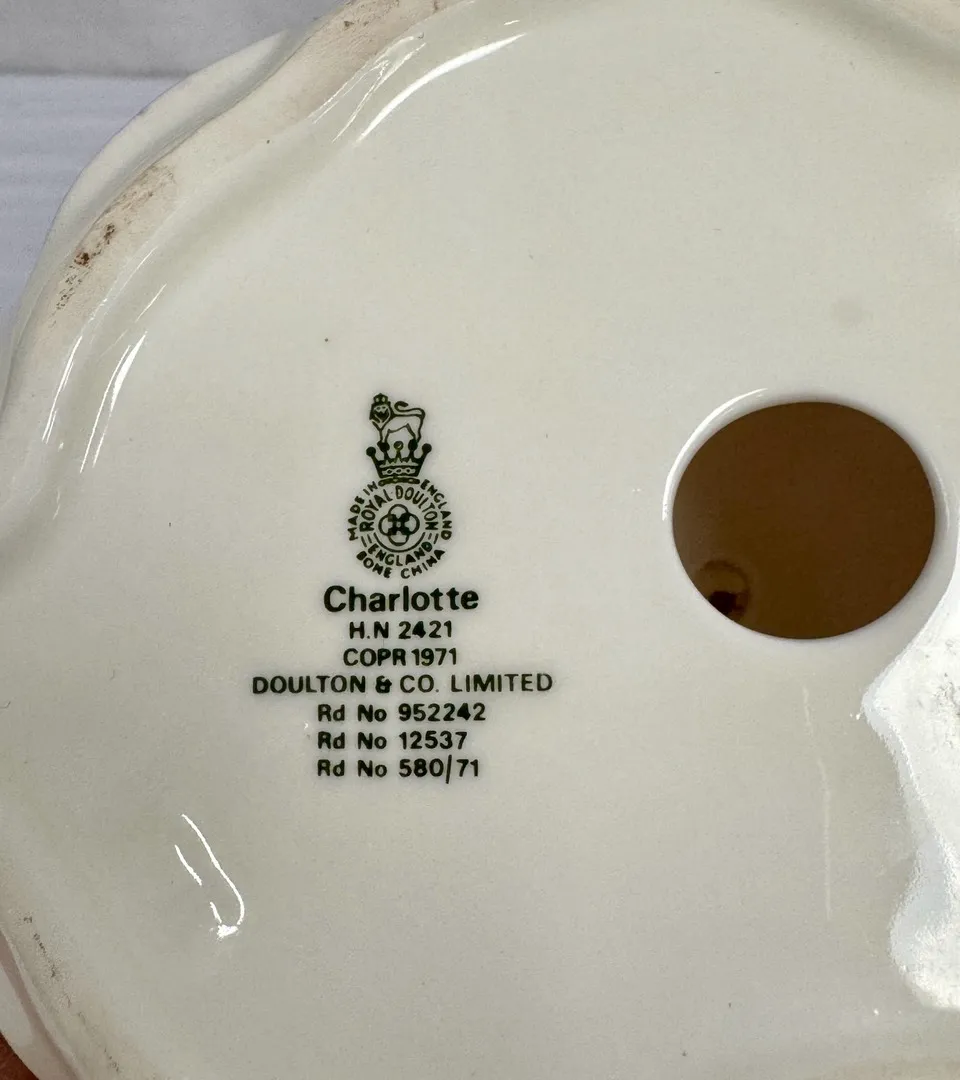 MADE IN ENGLAND
ROYAL·DOULTON
ENGLAND
BONE CHINA
Charlotte
H.N 2421
COPR 1971
DOULTON & CO. LIMITED
Rd No 952242
Rd No 12537
Rd No 580/71